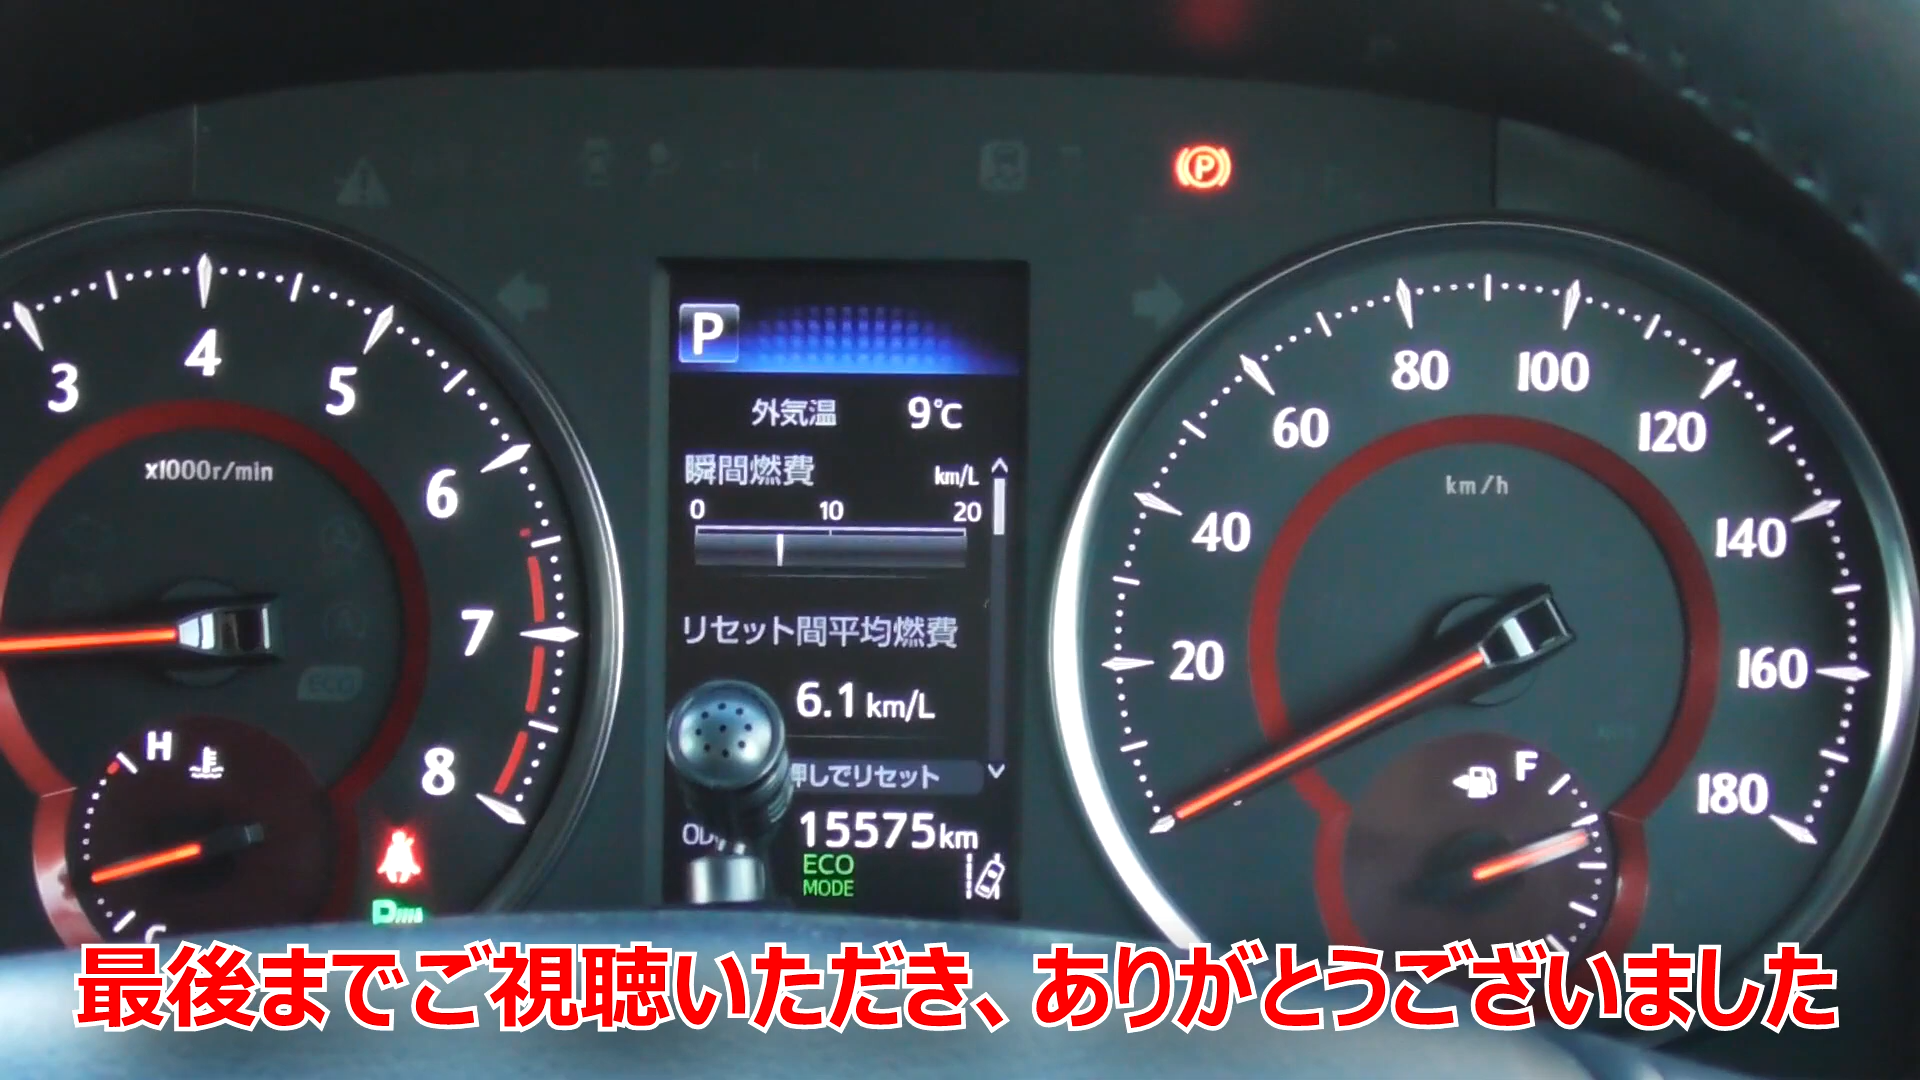 P
P
3
4
5
6
7
8
x1000r/min
ECO
H
外気温 9℃
瞬間燃費 km/L
0 10 20
リセット間平均燃費
6.1 km/L
押しでリセット
15575km
ECO
MODE
20
40
60
80
100
120
140
160
180
km/h
F
P
最後までご視聴いただき、ありがとうございました